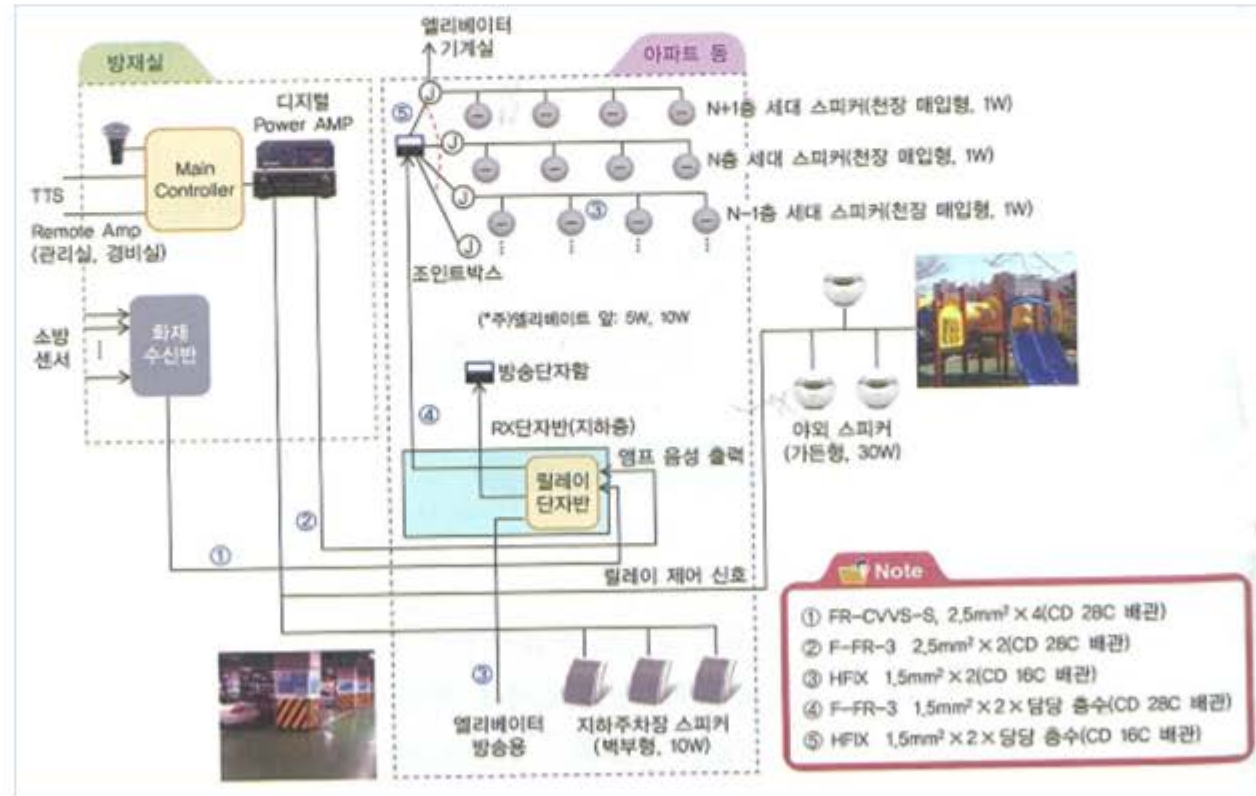 방재실
디지털
Power AMP
Main
Controller
TTS
Remote Amp
(관리실, 경비실)
소방
센서
화재
수신반
①
②
엘리베이터
기계실
아파트 동
⑤
J
N+1층 세대 스피커(천장 매입형, 1W)
J
N층 세대 스피커(천장 매입형, 1W)
J
③
N-1층 세대 스피커(천장 매입형, 1W)
J
조인트박스
(*주)엘리베이트 앞: 5W, 10W
방송단자함
④
RX단자반(지하층)
앰프 음성 출력
릴레이
단자반
릴레이 제어 신호
③
엘리베이터
방송용
지하주차장 스피커
(벽부형, 10W)
야외 스피커
(가든형, 30W)
Note
① FR-CVVS-S, 2.5mm² × 4(CD 28C 배관)
② F-FR-3 2.5mm² × 2(CD 28C 배관)
③ HFIX 1.5mm² × 2(CD 16C 배관)
④ F-FR-3 1.5mm² × 2 × 담당 층수(CD 28C 배관)
⑤ HFIX 1.5mm² × 2 × 담당 층수(CD 16C 배관)